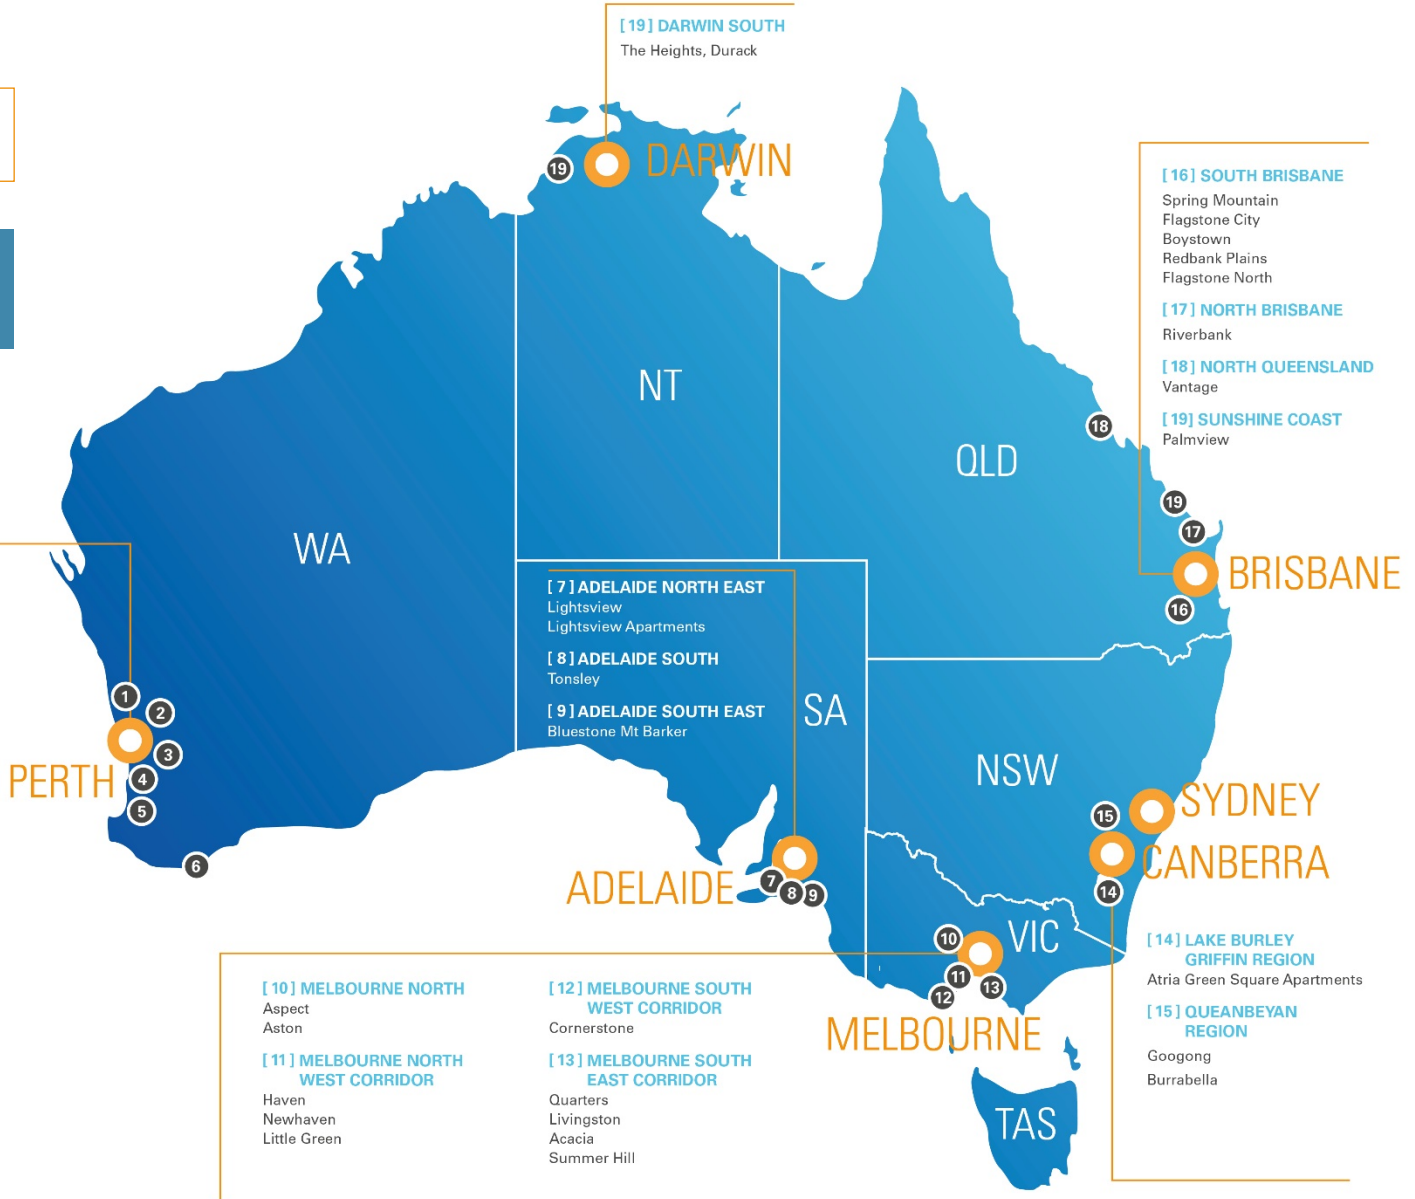 [19] DARWIN SOUTH
The Heights, Durack
19
DARWIN
[16] SOUTH BRISBANE
Spring Mountain
Flagstone City
Boystown
Redbank Plains
Flagstone North
[17] NORTH BRISBANE
Riverbank
[18] NORTH QUEENSLAND
Vantage
[19] SUNSHINE COAST
Palmview
NT
18
QLD
19
17
WA
BRISBANE
16
[7] ADELAIDE NORTH EAST
Lightsview
Lightsview Apartments
[8] ADELAIDE SOUTH
Tonsley
[9] ADELAIDE SOUTH EAST
Bluestone Mt Barker
SA
1
2
3
PERTH
4
5
6
NSW
SYDNEY
15
CANBERRA
14
ADELAIDE
7
8
9
10
VIC
11
12
13
MELBOURNE
[14] LAKE BURLEY
GRIFFIN REGION
Atria Green Square Apartments
[15] QUEANBEYAN
REGION
Googong
Burrabella
[10] MELBOURNE NORTH
Aspect
Aston
[11] MELBOURNE NORTH
WEST CORRIDOR
Haven
Newhaven
Little Green
[12] MELBOURNE SOUTH
WEST CORRIDOR
Cornerstone
[13] MELBOURNE SOUTH
EAST CORRIDOR
Quarters
Livingston
Acacia
Summer Hill
TAS